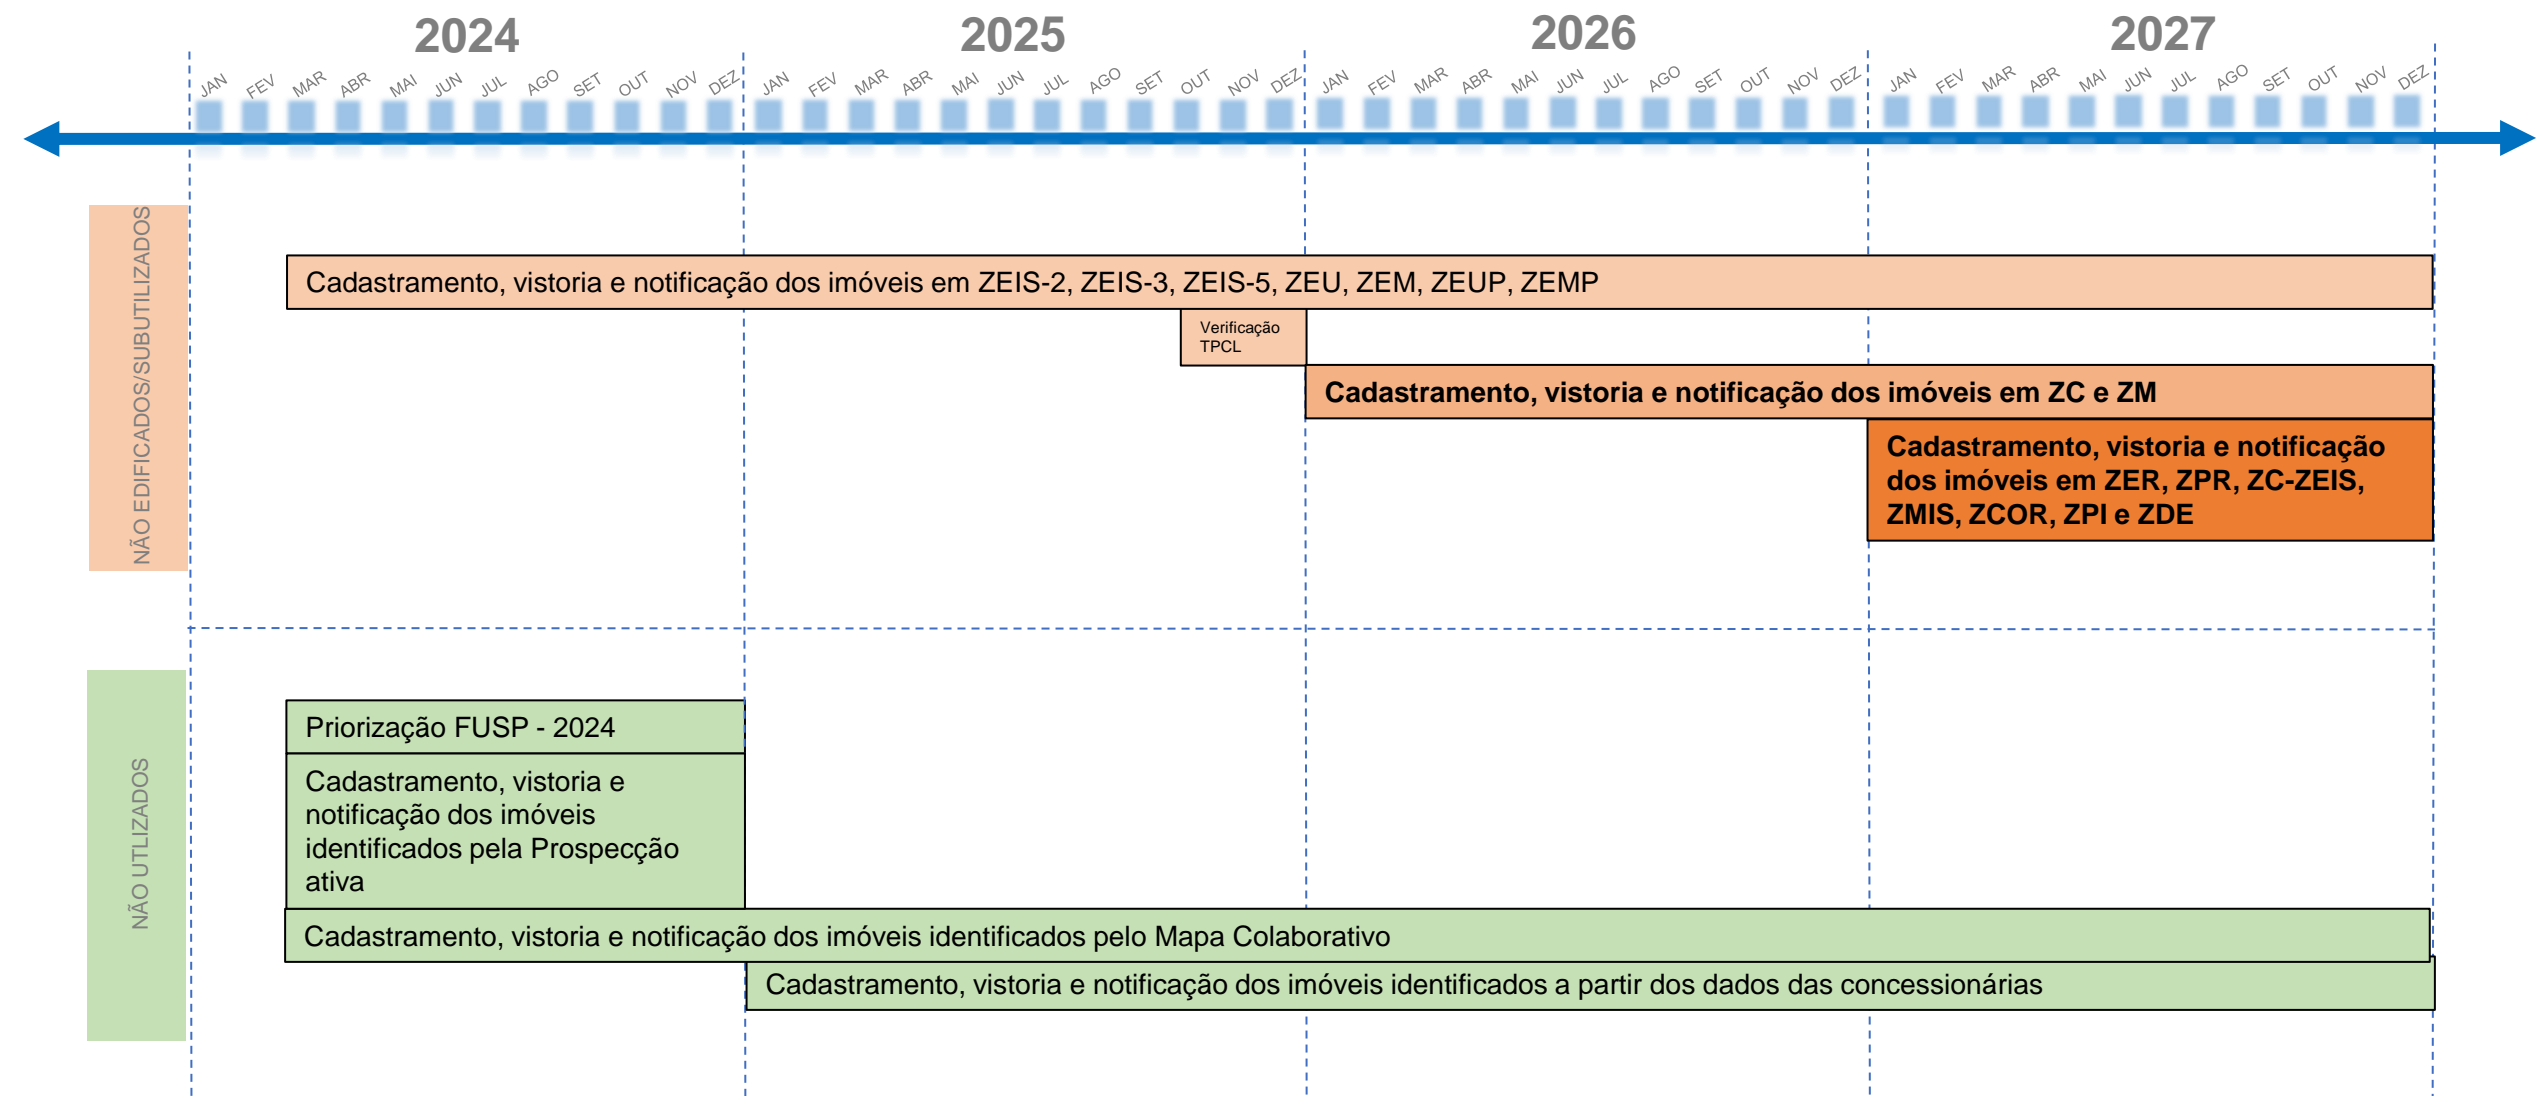 2024
2025
2026
2027
JAN FEV MAR ABR MAI JUN JUL AGO SET OUT NOV DEZ JAN FEV MAR ABR MAI JUN JUL AGO SET OUT NOV DEZ JAN FEV MAR ABR MAI JUN JUL AGO SET OUT NOV DEZ JAN FEV MAR ABR MAI JUN JUL AGO SET OUT NOV DEZ
NÃO EDIFICADOS/SUBUTILIZADOS
Cadastramento, vistoria e notificação dos imóveis em ZEIS-2, ZEIS-3, ZEIS-5, ZEU, ZEM, ZEUP, ZEMP
Verificação
TPCL
Cadastramento, vistoria e notificação dos imóveis em ZC e ZM
Cadastramento, vistoria e notificação
dos imóveis em ZER, ZPR, ZC-ZEIS,
ZMIS, ZCOR, ZPI e ZDE
NÃO UTLIZADOS
Priorização FUSP - 2024
Cadastramento, vistoria e
notificação dos imóveis
identificados pela Prospecção
ativa
Cadastramento, vistoria e notificação dos imóveis identificados pelo Mapa Colaborativo
Cadastramento, vistoria e notificação dos imóveis identificados a partir dos dados das concessionárias